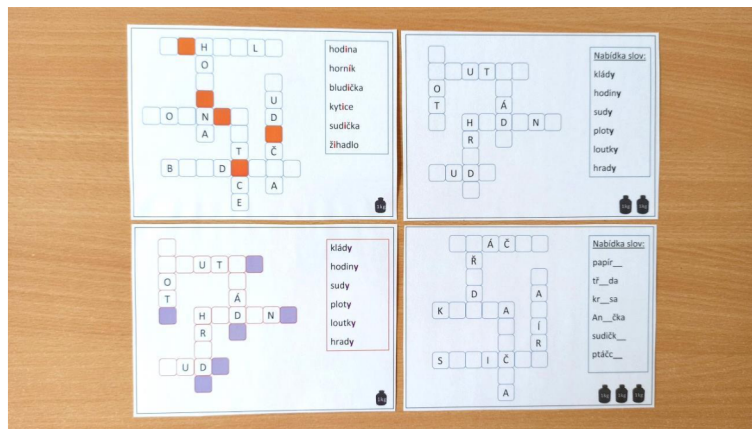 H L
O
U
O N D
A
T Č
B D
C A
E
hodina
horník
bludička
kytice
sudička
žihadlo
1kg
U T
O
T Á
H D N
R
U D
Nabídka slov:
klády
hodiny
sudy
ploty
loutky
hrady
1kg 1kg
U T
O
T Á
H D N
R
U D
klády
hodiny
sudy
ploty
loutky
hrady
1kg
Á Č
Ř
D A
K A
Í
R
S I Č
A
Nabídka slov:
papír__
tř__da
kr__sa
An__čka
sudičk__
ptáčc__
1kg 1kg 1kg